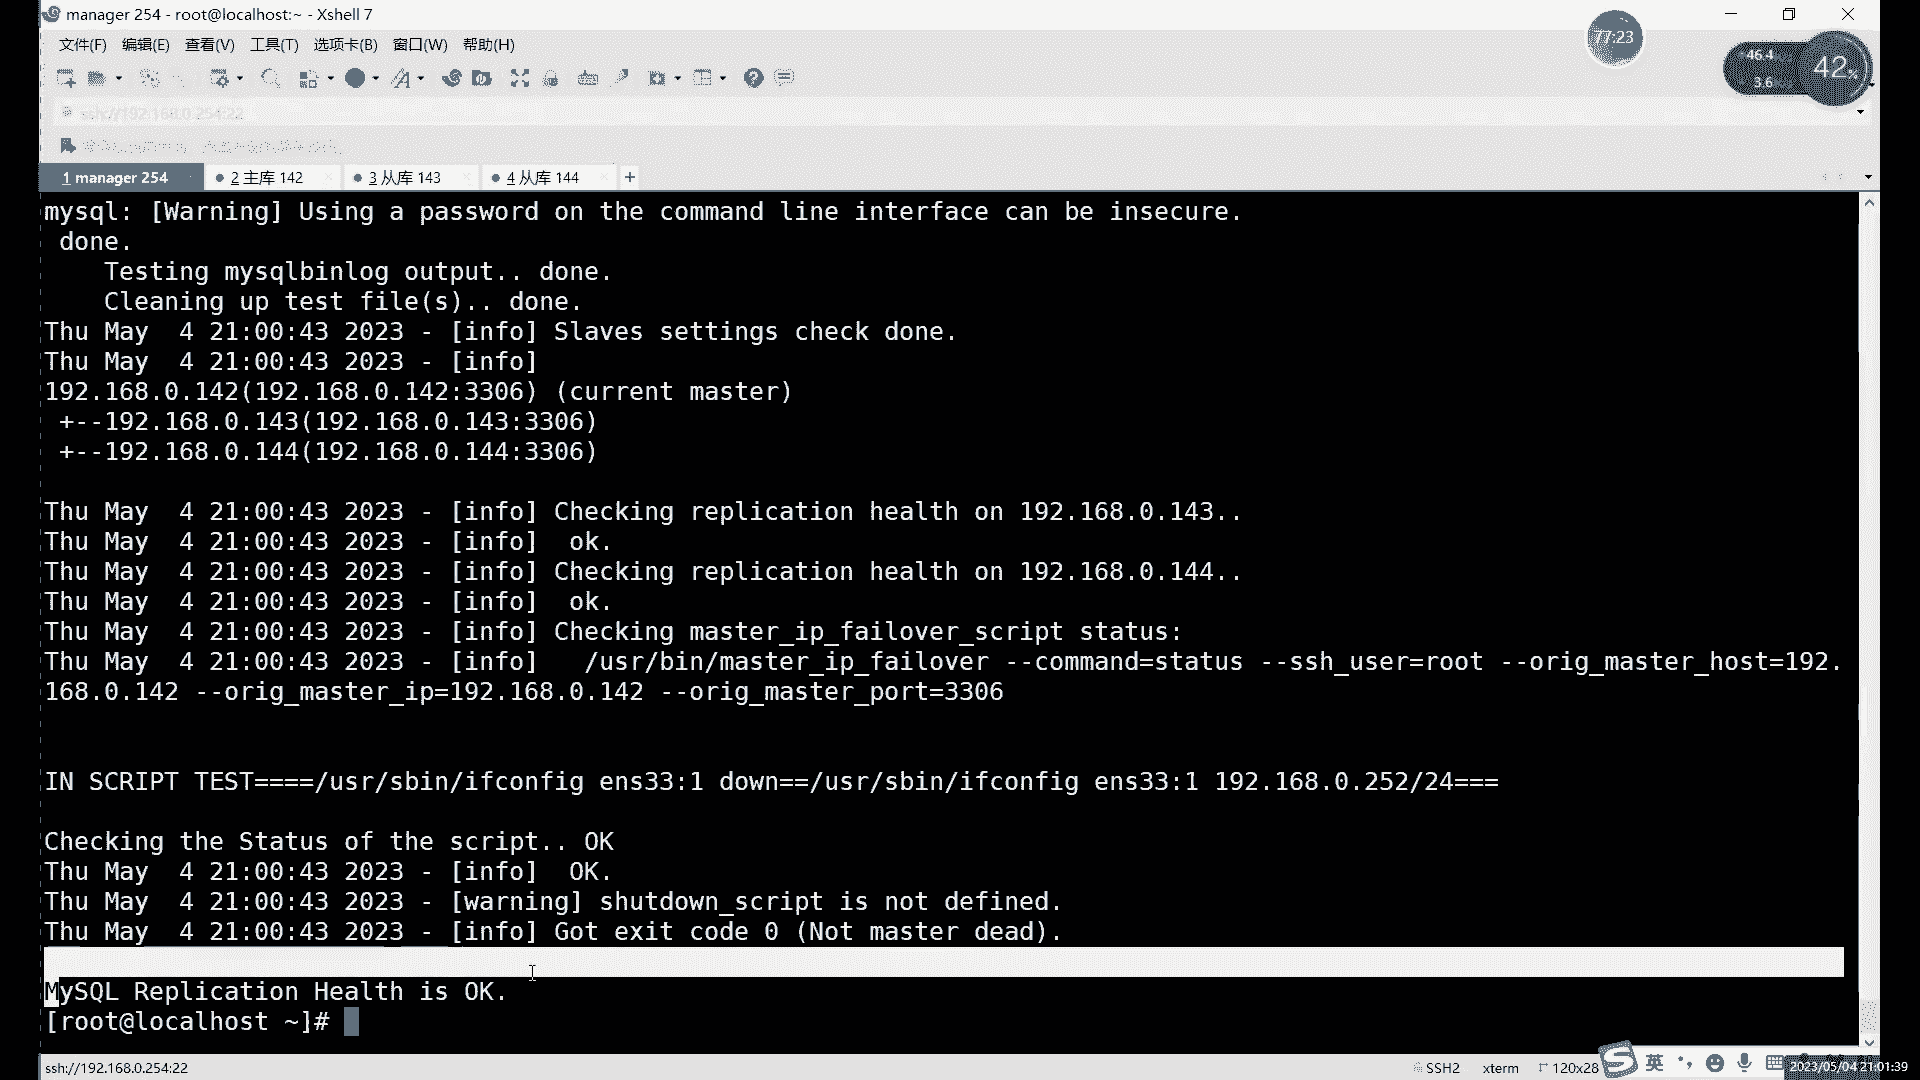 manager 254 - root@localhost:~ - Xshell 7
77:23
文件(F) 编辑(E) 查看(V) 工具(T) 选项卡(B) 窗口(W) 帮助(H)
46.4
3.6
42%
ssh://192.168.0.254:22
1 manager 254
2 主库 142
3 从库 143
4 从库 144
+
mysql: [Warning] Using a password on the command line interface can be insecure.
done.
Testing mysqlbinlog output.. done.
Cleaning up test file(s).. done.
Thu May  4 21:00:43 2023 - [info] Slaves settings check done.
Thu May  4 21:00:43 2023 - [info]
192.168.0.142(192.168.0.142:3306) (current master)
+--192.168.0.143(192.168.0.143:3306)
+--192.168.0.144(192.168.0.144:3306)
Thu May  4 21:00:43 2023 - [info] Checking replication health on 192.168.0.143..
Thu May  4 21:00:43 2023 - [info]  ok.
Thu May  4 21:00:43 2023 - [info] Checking replication health on 192.168.0.144..
Thu May  4 21:00:43 2023 - [info]  ok.
Thu May  4 21:00:43 2023 - [info] Checking master_ip_failover_script status:
Thu May  4 21:00:43 2023 - [info]   /usr/bin/master_ip_failover --command=status --ssh_user=root --orig_master_host=192.
168.0.142 --orig_master_ip=192.168.0.142 --orig_master_port=3306
IN SCRIPT TEST====/usr/sbin/ifconfig ens33:1 down==/usr/sbin/ifconfig ens33:1 192.168.0.252/24===
Checking the Status of the script.. OK
Thu May  4 21:00:43 2023 - [info]  OK.
Thu May  4 21:00:43 2023 - [warning] shutdown_script is not defined.
Thu May  4 21:00:43 2023 - [info] Got exit code 0 (Not master dead).
MySQL Replication Health is OK.
[root@localhost ~]#
ssh://192.168.0.254:22
SSH2
xterm
120x28
英
2023/05/04 21:01:39